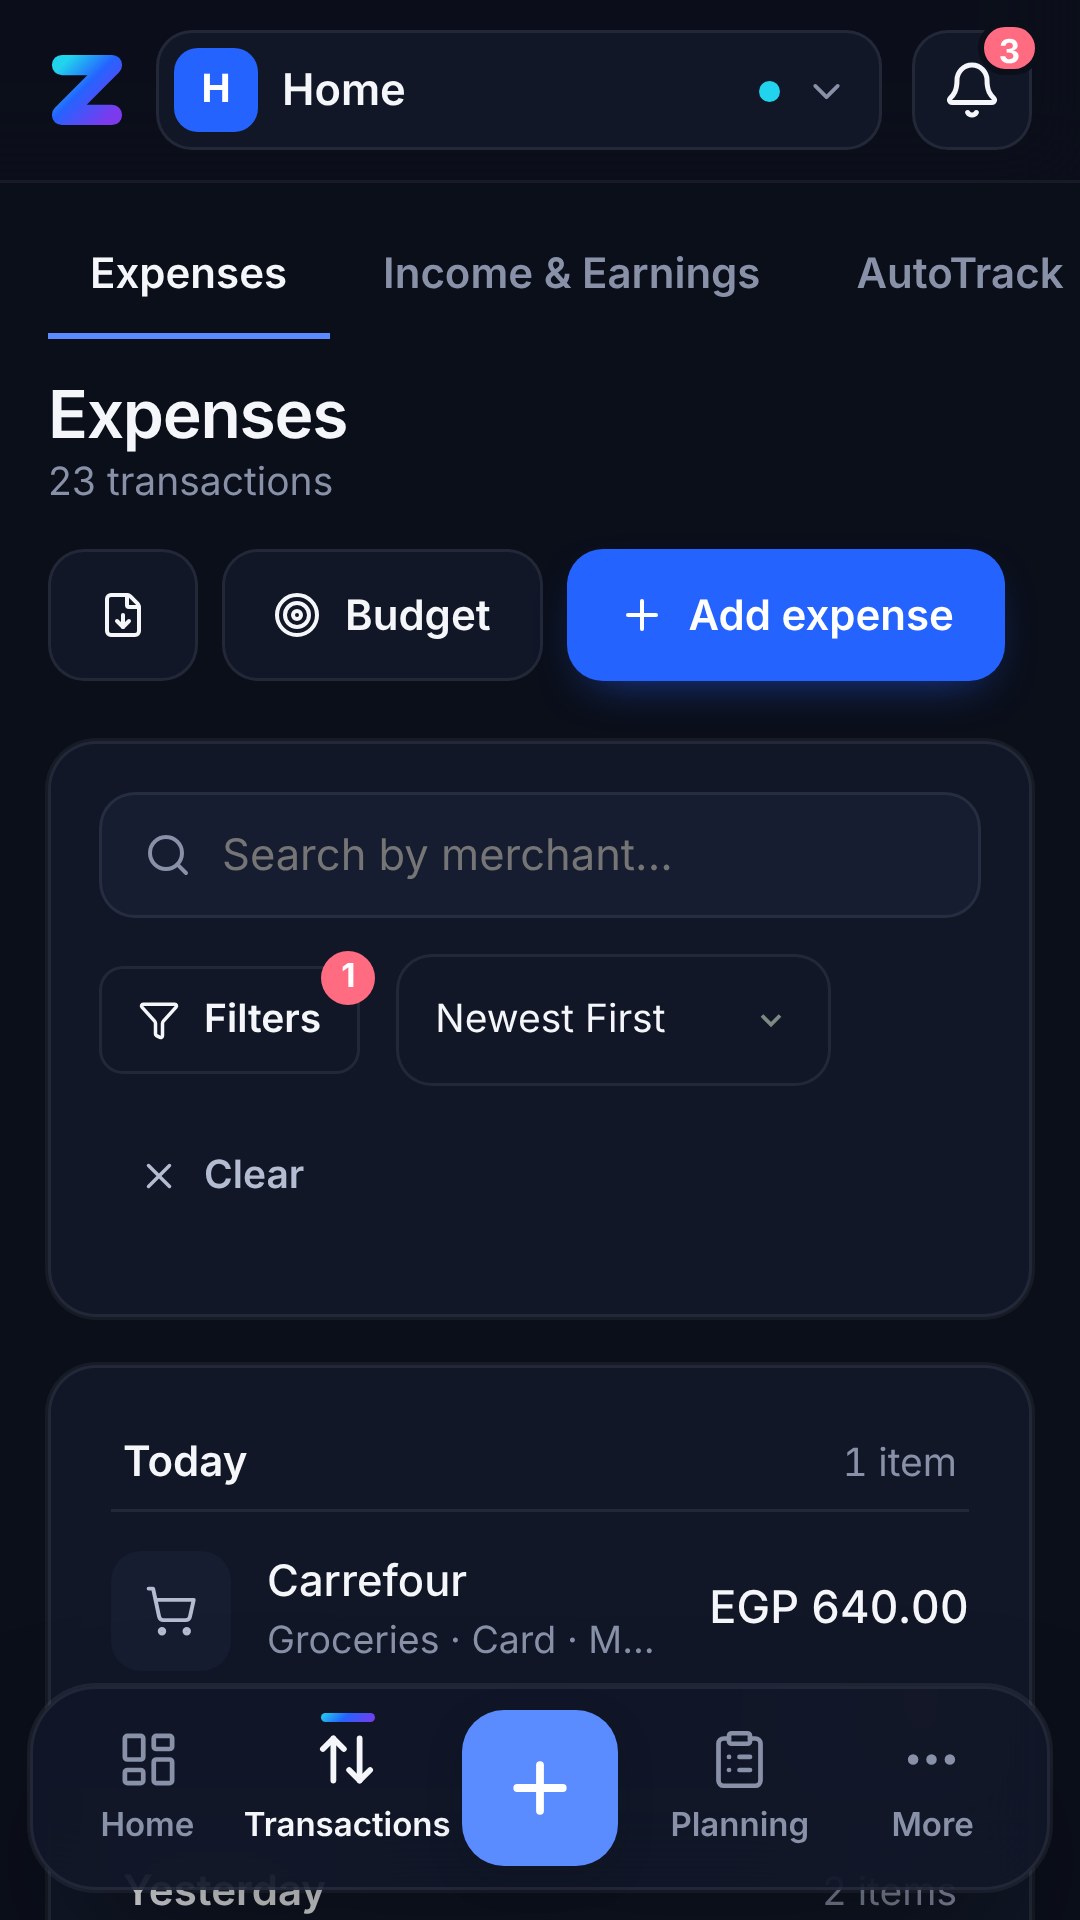 H Home
3
Expenses Income & Earnings AutoTrack
Expenses
23 transactions
Budget
Add expense
Search by merchant...
Filters 1
Newest First
Clear
Today 1 item
Carrefour
EGP 640.00
Groceries · Card · M...
Home Transactions Planning More
Yesterday 2 items